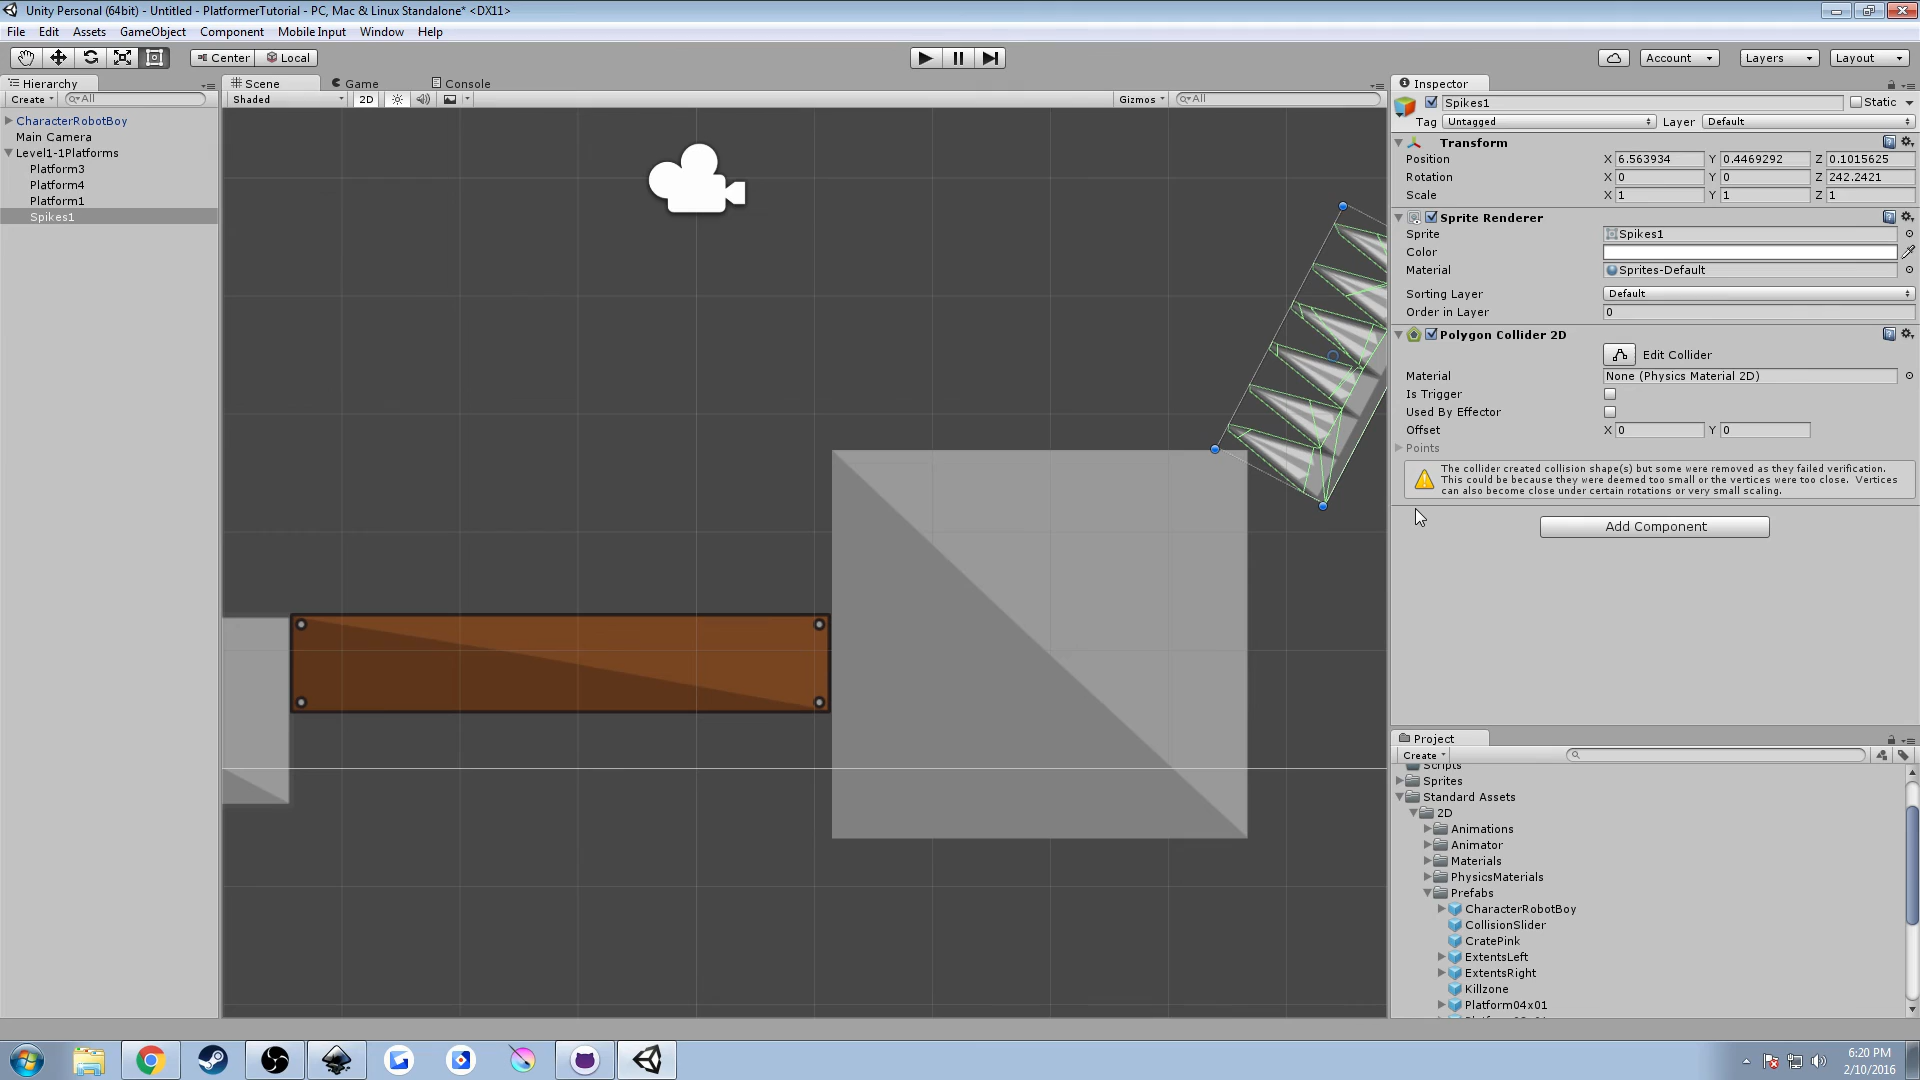 Unity Personal (64bit) - Untitled - PlatformerTutorial - PC, Mac & Linux Standalone* <DX11>
File Edit Assets GameObject Component Mobile Input Window Help
Center Local
Account Layers Layout
Hierarchy
Create All
CharacterRobotBoy
Main Camera
Level1-1Platforms
Platform3
Platform4
Platform1
Spikes1
Scene Game Console
Shaded 2D Gizmos All
Inspector
Spikes1 Static
Tag Untagged Layer Default
Transform
Position X 6.563934 Y 0.4469292 Z 0.1015625
Rotation X 0 Y 0 Z 242.2421
Scale X 1 Y 1 Z 1
Sprite Renderer
Sprite Spikes1
Color
Material Sprites-Default
Sorting Layer Default
Order in Layer 0
Polygon Collider 2D
Edit Collider
Material None (Physics Material 2D)
Is Trigger
Used By Effector
Offset X 0 Y 0
Points
The collider created collision shape(s) but some were removed as they failed verification.
This could be because they were deemed too small or the vertices were too close. Vertices
can also become close under certain rotations or very small scaling.
Add Component
Project
Create
Scripts
Sprites
Standard Assets
2D
Animations
Animator
Materials
PhysicsMaterials
Prefabs
CharacterRobotBoy
CollisionSlider
CratePink
ExtentsLeft
ExtentsRight
Killzone
Platform04x01
6:20 PM
2/10/2016